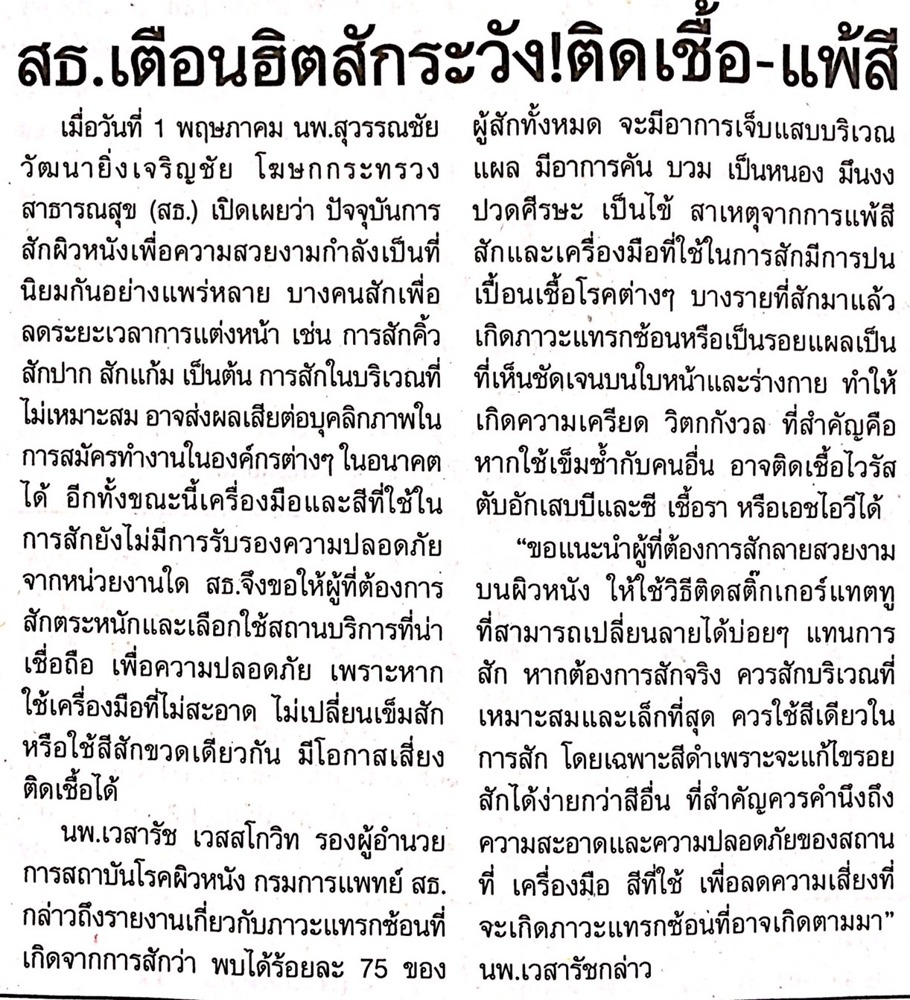 สธ.เตือนฮิตสักระวัง!ติดเชื้อ-แพ้สี
เมื่อวันที่ 1 พฤษภาคม นพ.สุวรรณชัย
วัฒนายิ่งเจริญชัย โฆษกกระทรวง
สาธารณสุข (สธ.) เปิดเผยว่า ปัจจุบันการ
สักผิวหนังเพื่อความสวยงามกำลังเป็นที่
นิยมกันอย่างแพร่หลาย บางคนสักเพื่อ
ลดระยะเวลาการแต่งหน้า เช่น การสักคิ้ว
สักปาก สักแก้ม เป็นต้น การสักในบริเวณที่
ไม่เหมาะสม อาจส่งผลเสียต่อบุคลิกภาพใน
การสมัครทำงานในองค์กรต่างๆ ในอนาคต
ได้ อีกทั้งขณะนี้เครื่องมือและสีที่ใช้ใน
การสักยังไม่มีการรับรองความปลอดภัย
จากหน่วยงานใด สธ.จึงขอให้ผู้ที่ต้องการ
สักตระหนักและเลือกใช้สถานบริการที่น่า
เชื่อถือ เพื่อความปลอดภัย เพราะหาก
ใช้เครื่องมือที่ไม่สะอาด ไม่เปลี่ยนเข็มสัก
หรือใช้สีสักขวดเดียวกัน มีโอกาสเสี่ยง
ติดเชื้อได้
นพ.เวสารัช เวสสโกวิท รองผู้อำนวย
การสถาบันโรคผิวหนัง กรมการแพทย์ สธ.
กล่าวถึงรายงานเกี่ยวกับภาวะแทรกซ้อนที่
เกิดจากการสักว่า พบได้ร้อยละ 75 ของ
ผู้สักทั้งหมด จะมีอาการเจ็บแสบบริเวณ
แผล มีอาการคัน บวม เป็นหนอง มึนงง
ปวดศีรษะ เป็นไข้ สาเหตุจากการแพ้สี
สักและเครื่องมือที่ใช้ในการสักมีการปน
เปื้อนเชื้อโรคต่างๆ บางรายที่สักมาแล้ว
เกิดภาวะแทรกซ้อนหรือเป็นรอยแผลเป็น
ที่เห็นชัดเจนบนใบหน้าและร่างกาย ทำให้
เกิดความเครียด วิตกกังวล ที่สำคัญคือ
หากใช้เข็มซ้ำกับคนอื่น อาจติดเชื้อไวรัส
ตับอักเสบบีและซี เชื้อรา หรือเอชไอวีได้
“ขอแนะนำผู้ที่ต้องการสักลายสวยงาม
บนผิวหนัง ให้ใช้วิธีติดสติ๊กเกอร์แทตทู
ที่สามารถเปลี่ยนลายได้บ่อยๆ แทนการ
สัก หากต้องการสักจริง ควรสักบริเวณที่
เหมาะสมและเล็กที่สุด ควรใช้สีเดียวใน
การสัก โดยเฉพาะสีดำเพราะจะแก้ไขรอย
สักได้ง่ายกว่าสีอื่น ที่สำคัญควรคำนึงถึง
ความสะอาดและความปลอดภัยของสถาน
ที่ เครื่องมือ สีที่ใช้ เพื่อลดความเสี่ยงที่
จะเกิดภาวะแทรกซ้อนที่อาจเกิดตามมา”
นพ.เวสารัชกล่าว